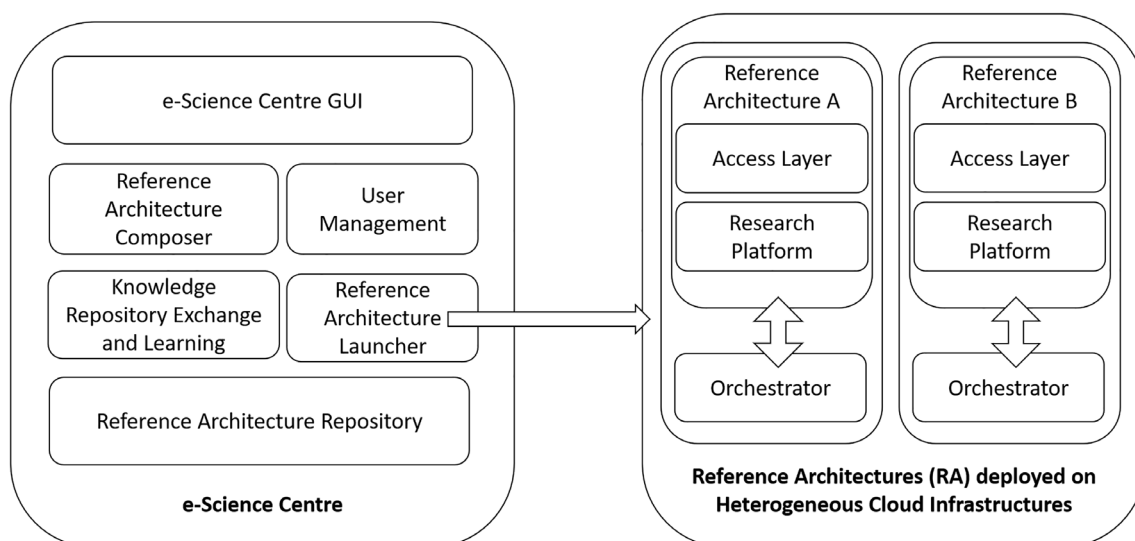 e-Science Centre GUI
Reference
Architecture
Composer
User
Management
Knowledge
Repository Exchange
and Learning
Reference
Architecture
Launcher
Reference Architecture Repository
e-Science Centre
Reference
Architecture A
Access Layer
Research
Platform
Orchestrator
Reference
Architecture B
Access Layer
Research
Platform
Orchestrator
Reference Architectures (RA) deployed on
Heterogeneous Cloud Infrastructures